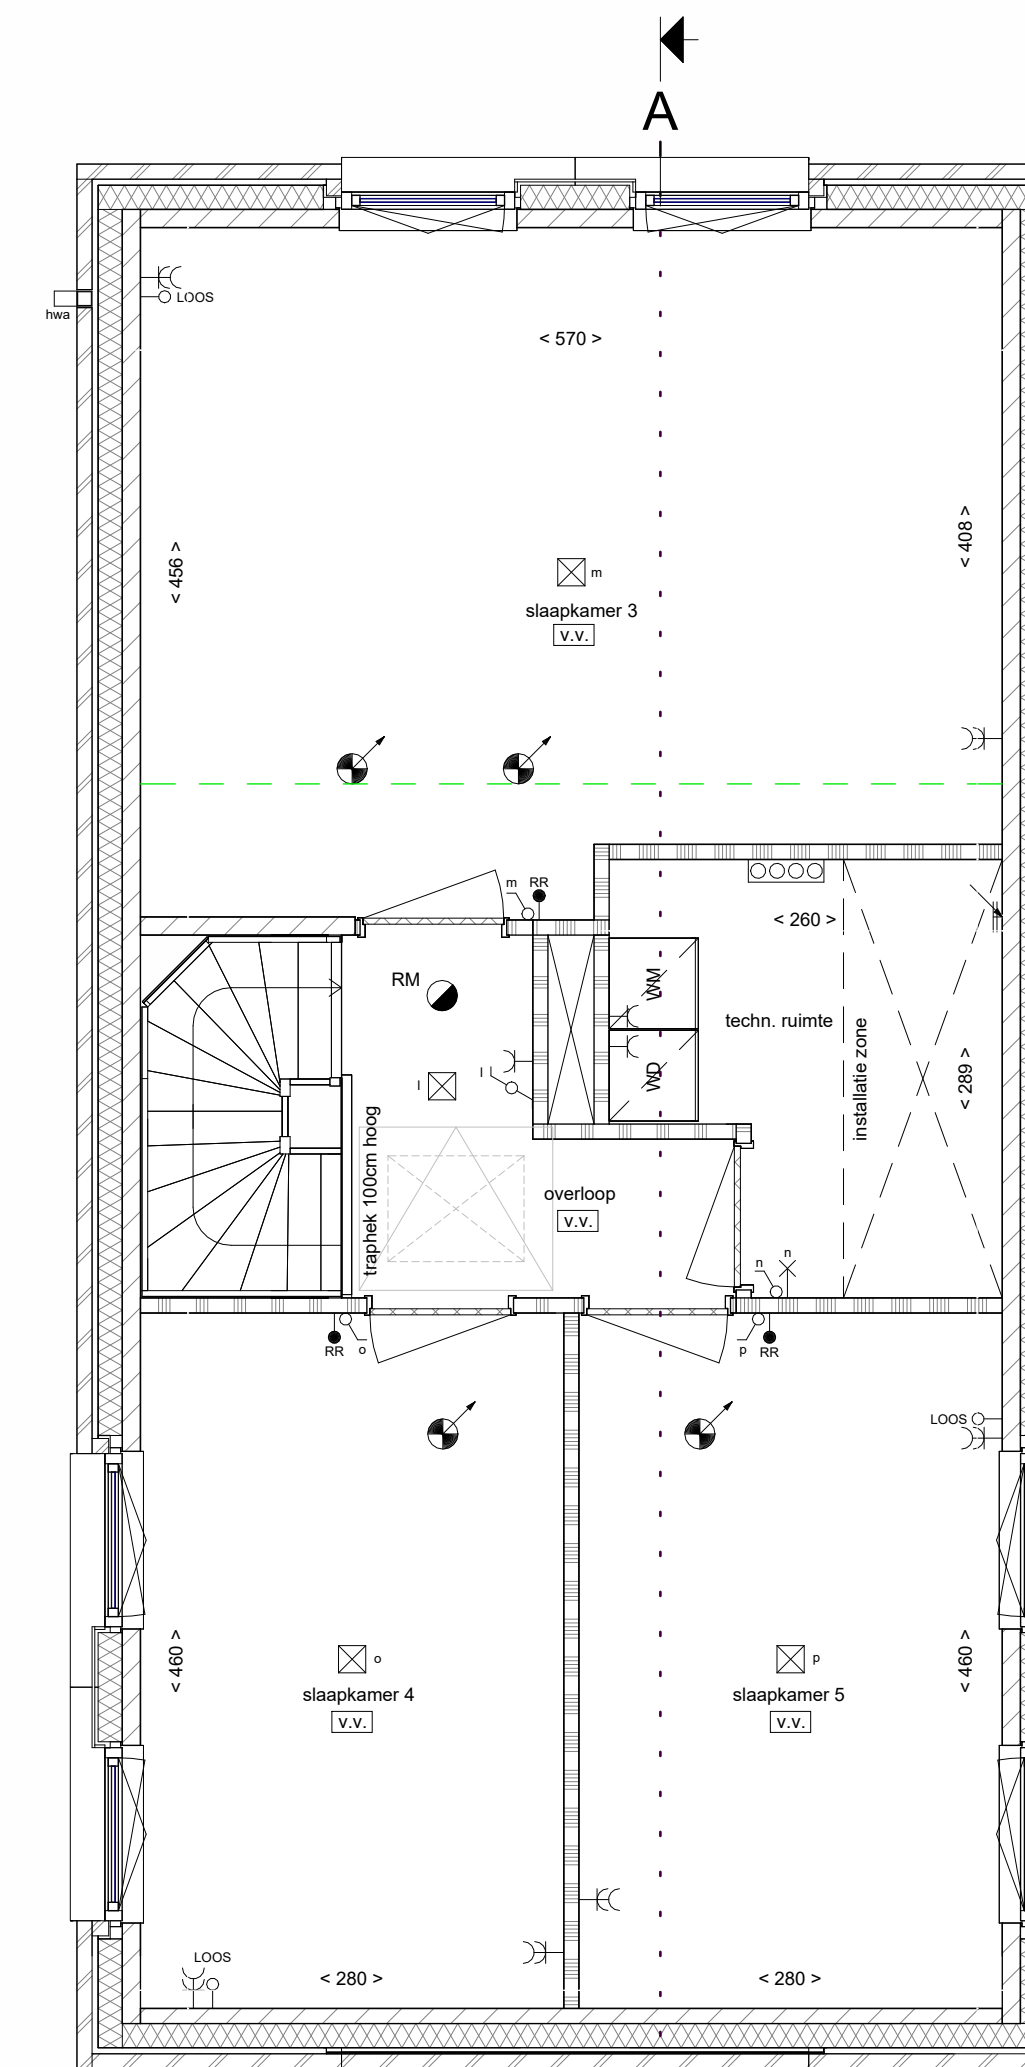 A
LOOS
hwa
< 570 >
< 456 >
< 408 >
m
slaapkamer 3
v.v.
m RR
< 260 >
RM
WM
techn. ruimte
installatie zone
l
l
WD
< 289 >
traphek 100cm hoog
overloop
v.v.
n
n
RR o
p RR
LOOS
o
slaapkamer 4
v.v.
< 460 >
p
slaapkamer 5
v.v.
< 460 >
LOOS
< 280 >
< 280 >